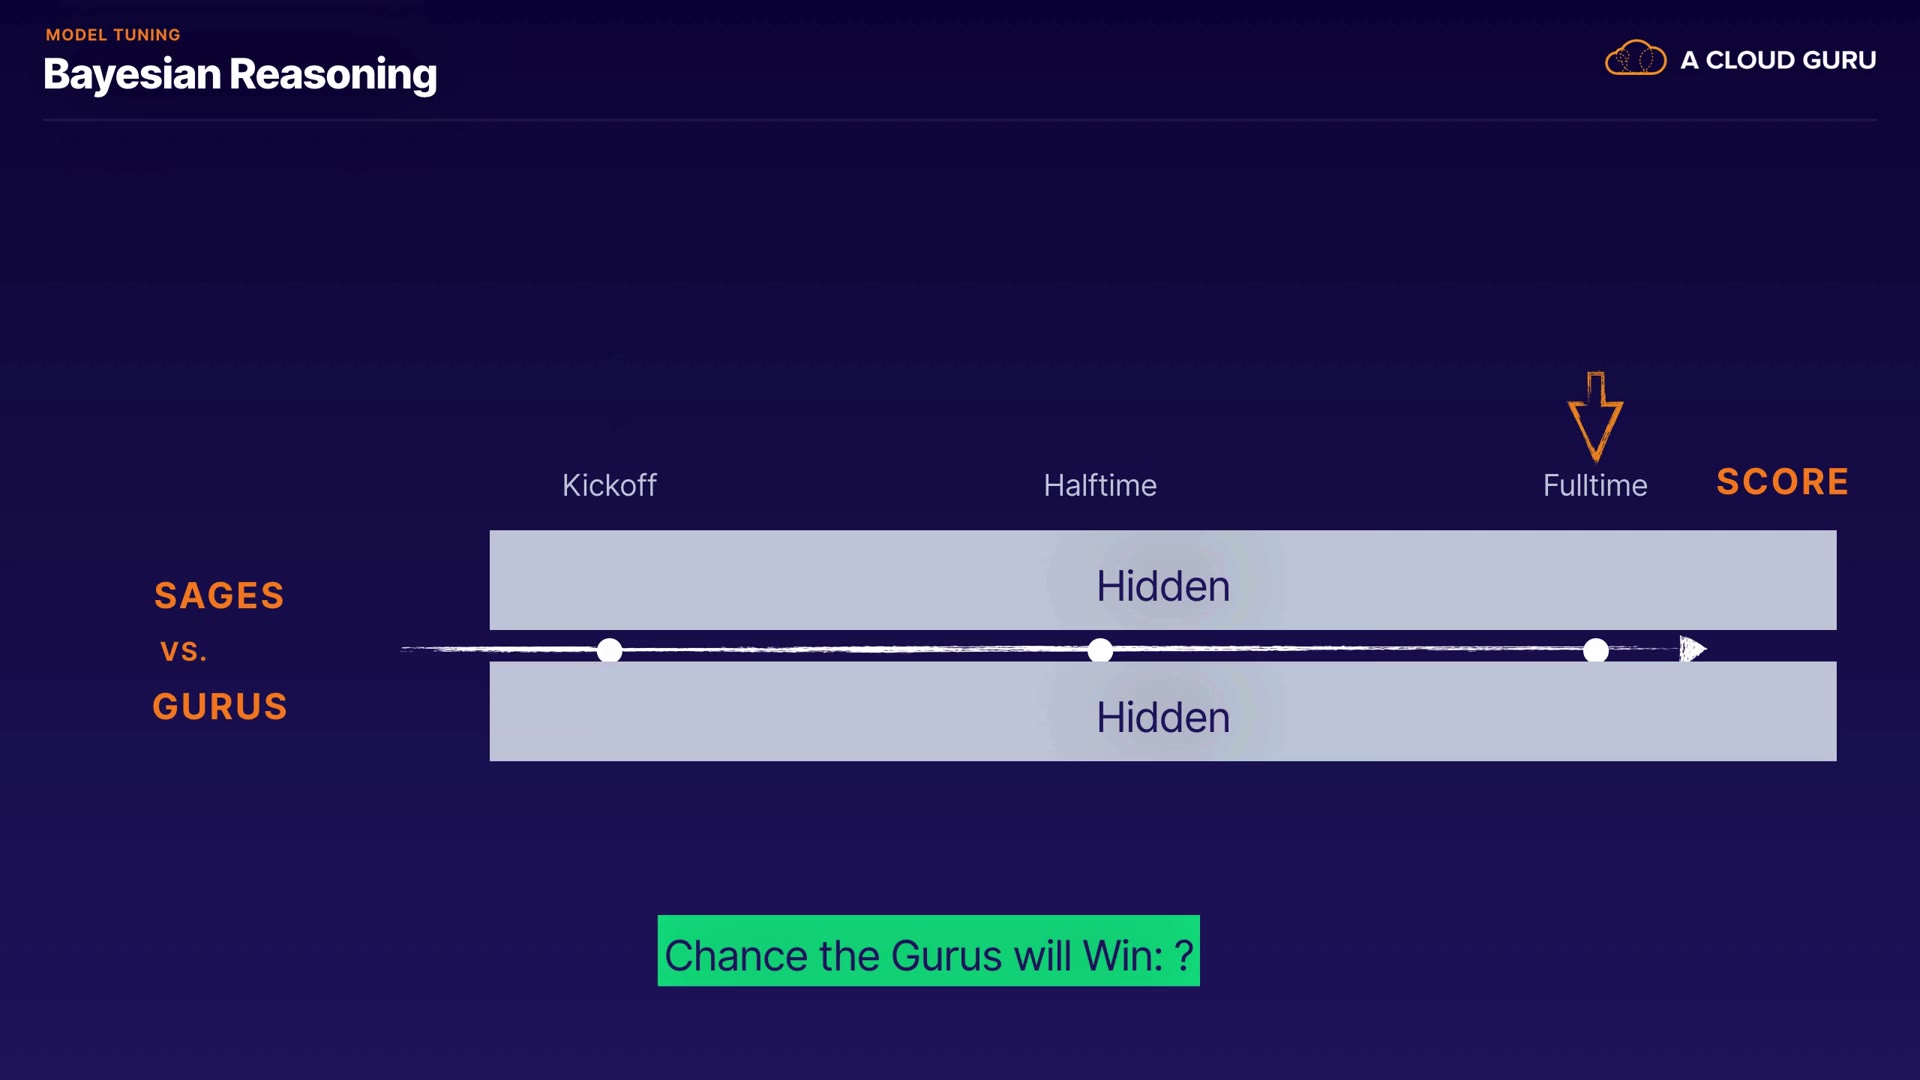 MODEL TUNING
Bayesian Reasoning
A CLOUD GURU
Kickoff
Halftime
Fulltime
SCORE
Hidden
SAGES
vs.
GURUS
Hidden
Chance the Gurus will Win: ?